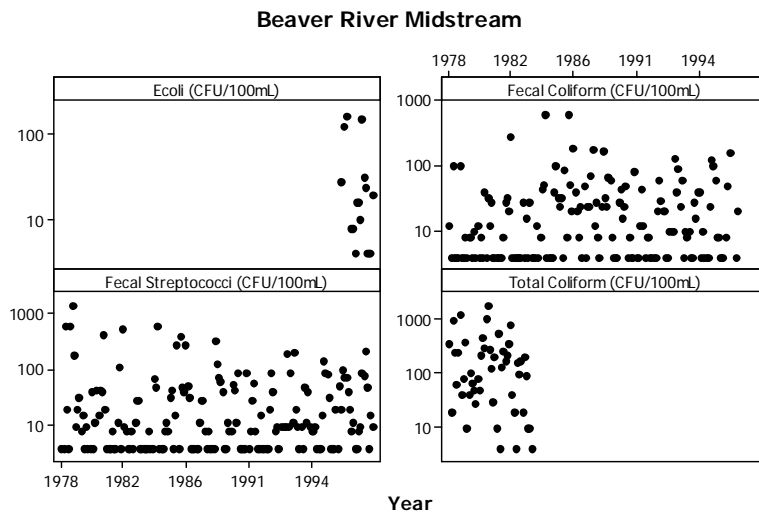 Beaver River Midstream
1978 1982 1986 1991 1994
Ecoli (CFU/100mL)
Fecal Coliform (CFU/100mL)
100
10
1000
100
10
Fecal Streptococci (CFU/100mL)
Total Coliform (CFU/100mL)
1000
100
10
1000
100
10
1978 1982 1986 1991 1994
Year